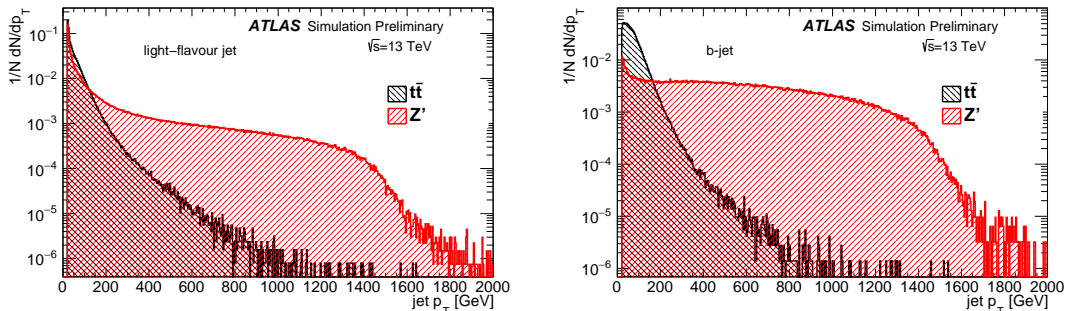 1/N dN/dp_T
10⁻¹
10⁻²
10⁻³
10⁻⁴
10⁻⁵
10⁻⁶
ATLAS Simulation Preliminary
√s=13 TeV
light−flavour jet
tt̄
Z'
0 200 400 600 800 1000 1200 1400 1600 1800 2000
jet p_T [GeV]
1/N dN/dp_T
10⁻¹
10⁻²
10⁻³
10⁻⁴
10⁻⁵
10⁻⁶
ATLAS Simulation Preliminary
√s=13 TeV
b-jet
tt̄
Z'
0 200 400 600 800 1000 1200 1400 1600 1800 2000
jet p_T [GeV]